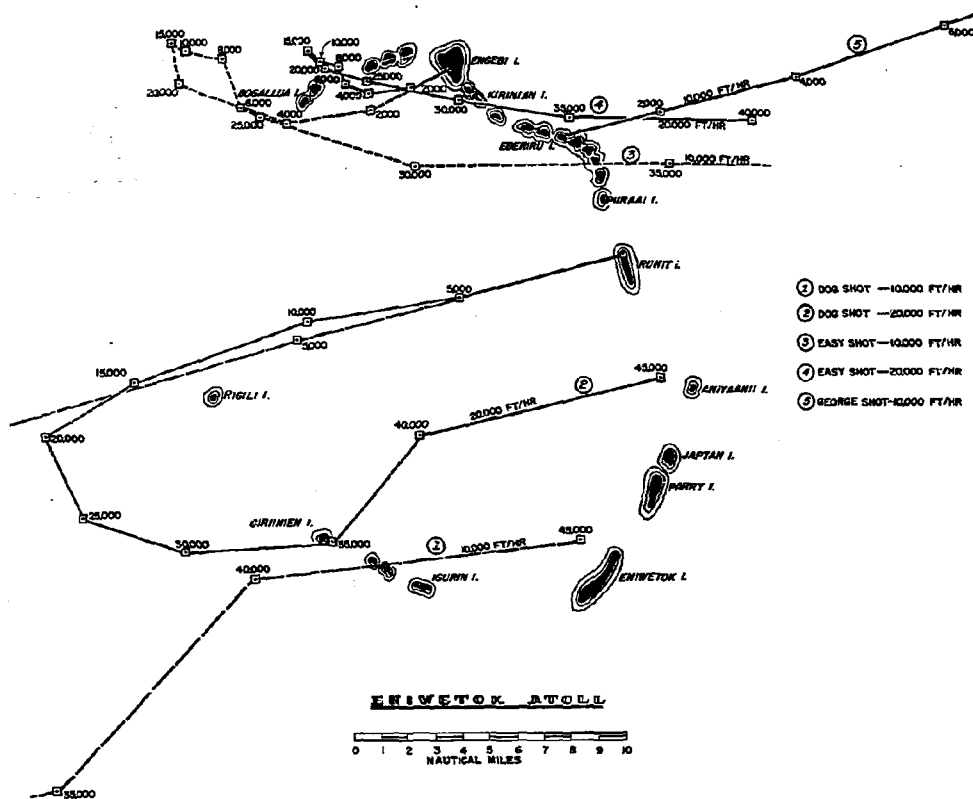 15,000
10,000
8,000
20,000
6,000
25,000
4,000
2,000
BOGALLUA I.
15,000
10,000
20,000
8,000
6,000
4,000
25,000
2,000
ENGEBI I.
KIRINIAN I.
30,000
EBERIRU I.
35,000
④
20,000 FT/HR
40,000
2,000
10,000 FT/HR
4,000
⑤
6,000
30,000
③
10,000 FT/HR
35,000
PIIRAAI I.
RUNIT I.
5,000
10,000
5,000
15,000
RIGILI I.
20,000
① DOG SHOT —10,000 FT/HR
② DOG SHOT —20,000 FT/HR
③ EASY SHOT—10,000 FT/HR
④ EASY SHOT—20,000 FT/HR
⑤ GEORGE SHOT-10,000 FT/HR
45,000
ANIYAANII I.
②
20,000 FT/HR
40,000
JAPTAN I.
PARRY I.
25,000
GIRIINIEN I.
30,000
35,000
①
10,000 FT/HR
45,000
40,000
IGURIN I.
ENIWETOK I.
35,000
ENIWETOK ATOLL
0 1 2 3 4 5 6 7 8 9 10
NAUTICAL MILES